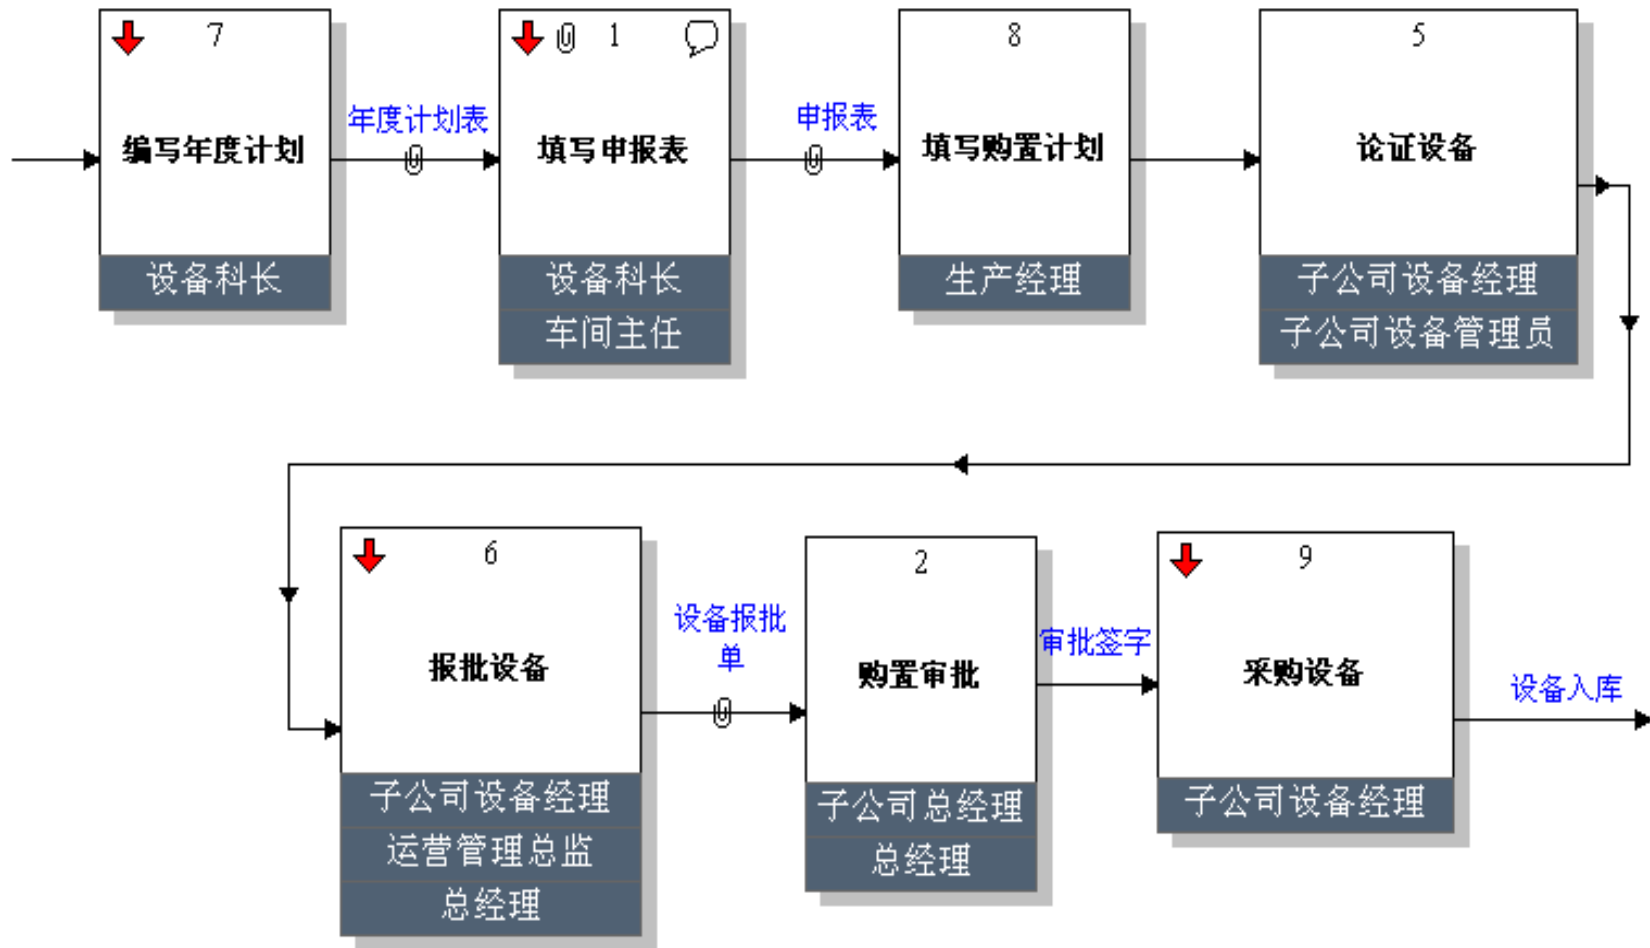 7
编写年度计划
设备科长
年度计划表
1
填写申报表
设备科长
车间主任
申报表
8
填写购置计划
生产经理
5
论证设备
子公司设备经理
子公司设备管理员
6
报批设备
子公司设备经理
运营管理总监
总经理
设备报批
单
2
购置审批
子公司总经理
总经理
审批签字
9
采购设备
子公司设备经理
设备入库